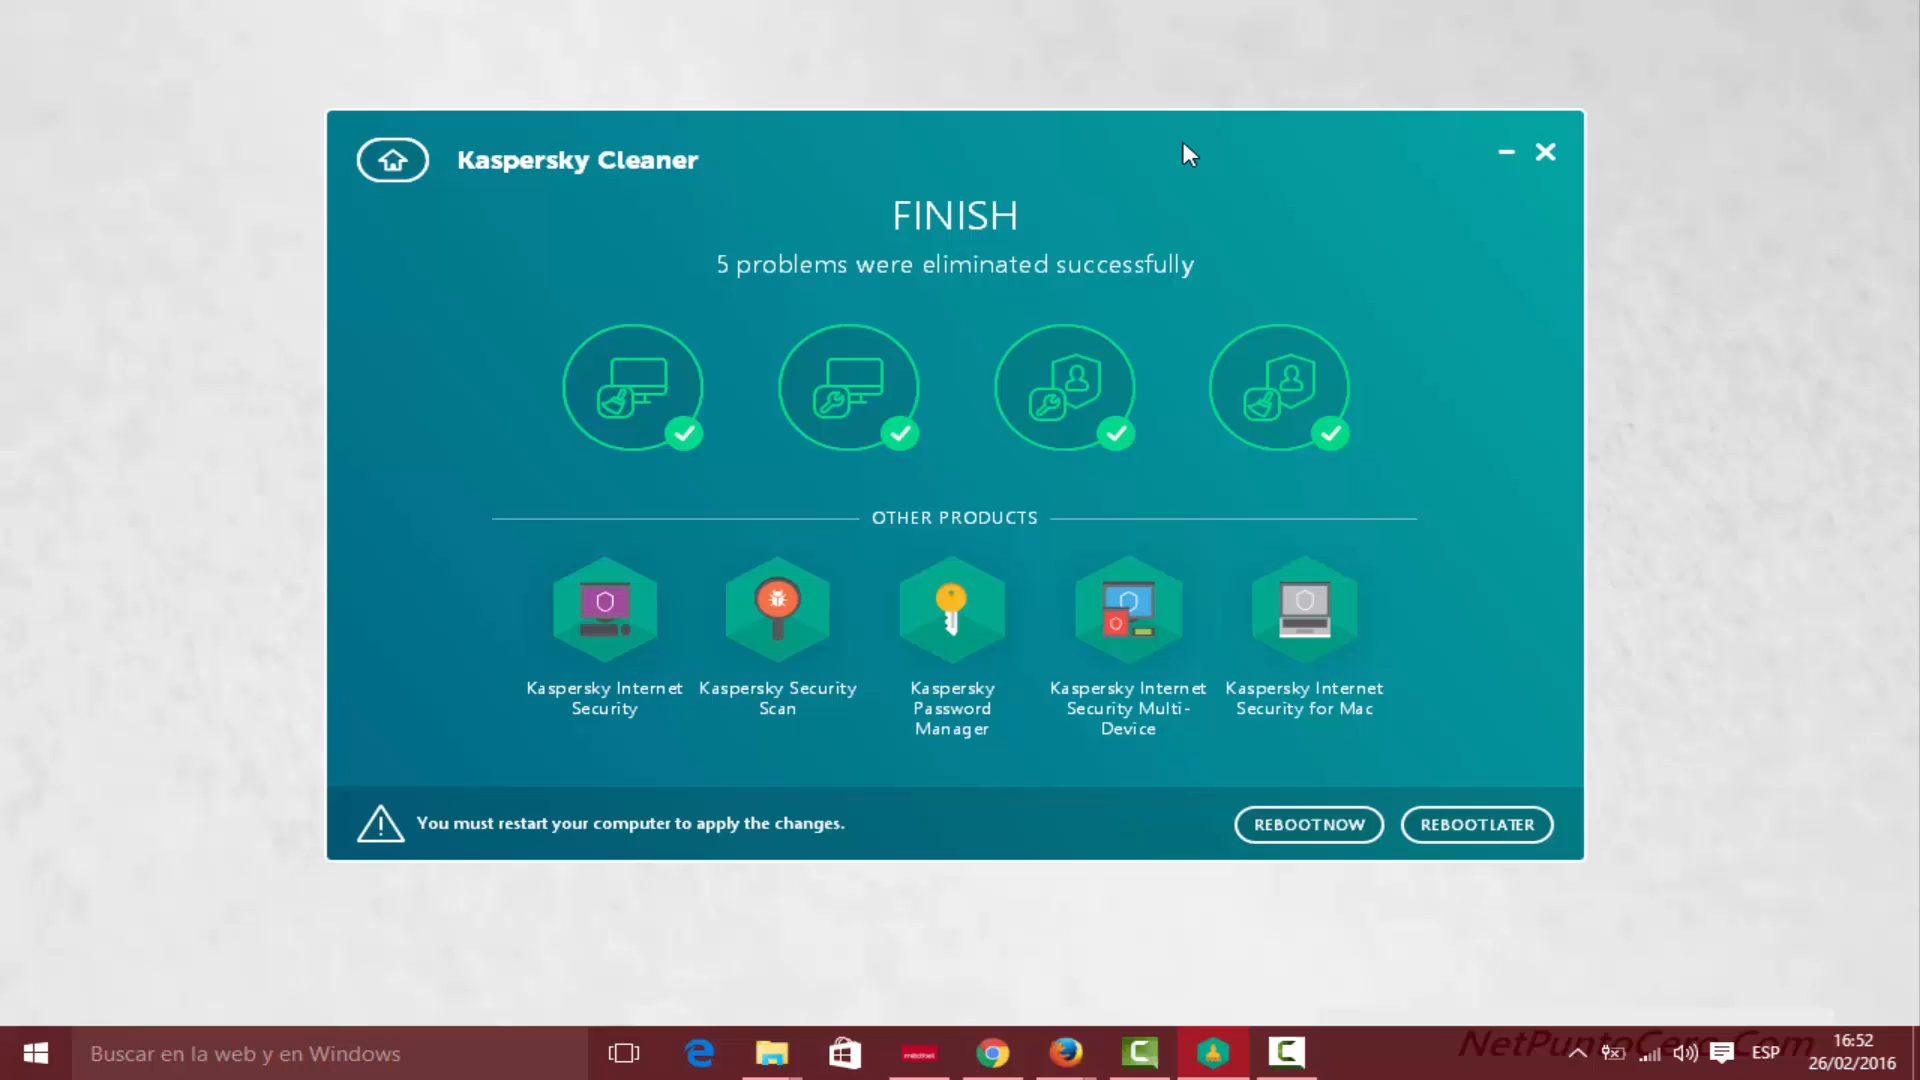 Kaspersky Cleaner
FINISH
5 problems were eliminated successfully
OTHER PRODUCTS
Kaspersky Internet
Security
Kaspersky Security
Scan
Kaspersky
Password
Manager
Kaspersky Internet
Security Multi-
Device
Kaspersky Internet
Security for Mac
You must restart your computer to apply the changes.
REBOOT NOW
REBOOT LATER
Buscar en la web y en Windows
NetPuntoCero.Com
ESP
16:52
26/02/2016